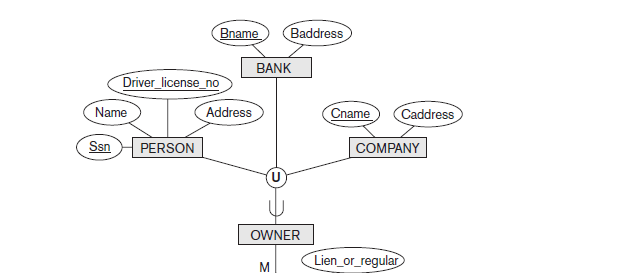 Bname
Baddress
BANK
Driver_license_no
Name
Address
Cname
Caddress
Ssn
PERSON
COMPANY
U
OWNER
M
Lien_or_regular